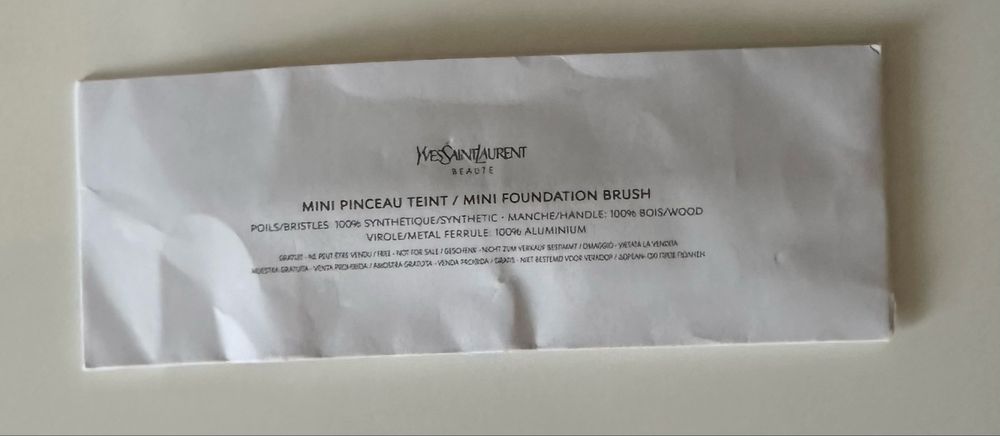 YVESSAINTLAURENT
BEAUTÉ
MINI PINCEAU TEINT / MINI FOUNDATION BRUSH
POILS/BRISTLES 100% SYNTHÉTIQUE/SYNTHETIC • MANCHE/HANDLE: 100% BOIS/WOOD
VIROLE/METAL FERRULE: 100% ALUMINIUM
GRATUIT - NE PEUT ÊTRE VENDU / FREE - NOT FOR SALE / GESCHENK - NICHT ZUM VERKAUF BESTIMMT / OMAGGIO - VIETATA LA VENDITA
MUESTRA GRATUITA - VENTA PROHIBIDA / AMOSTRA GRATUITA - VENDA PROIBIDA / GRATIS - NIET BESTEMD VOOR VERKOOP / ΔΩΡΕΑΝ-